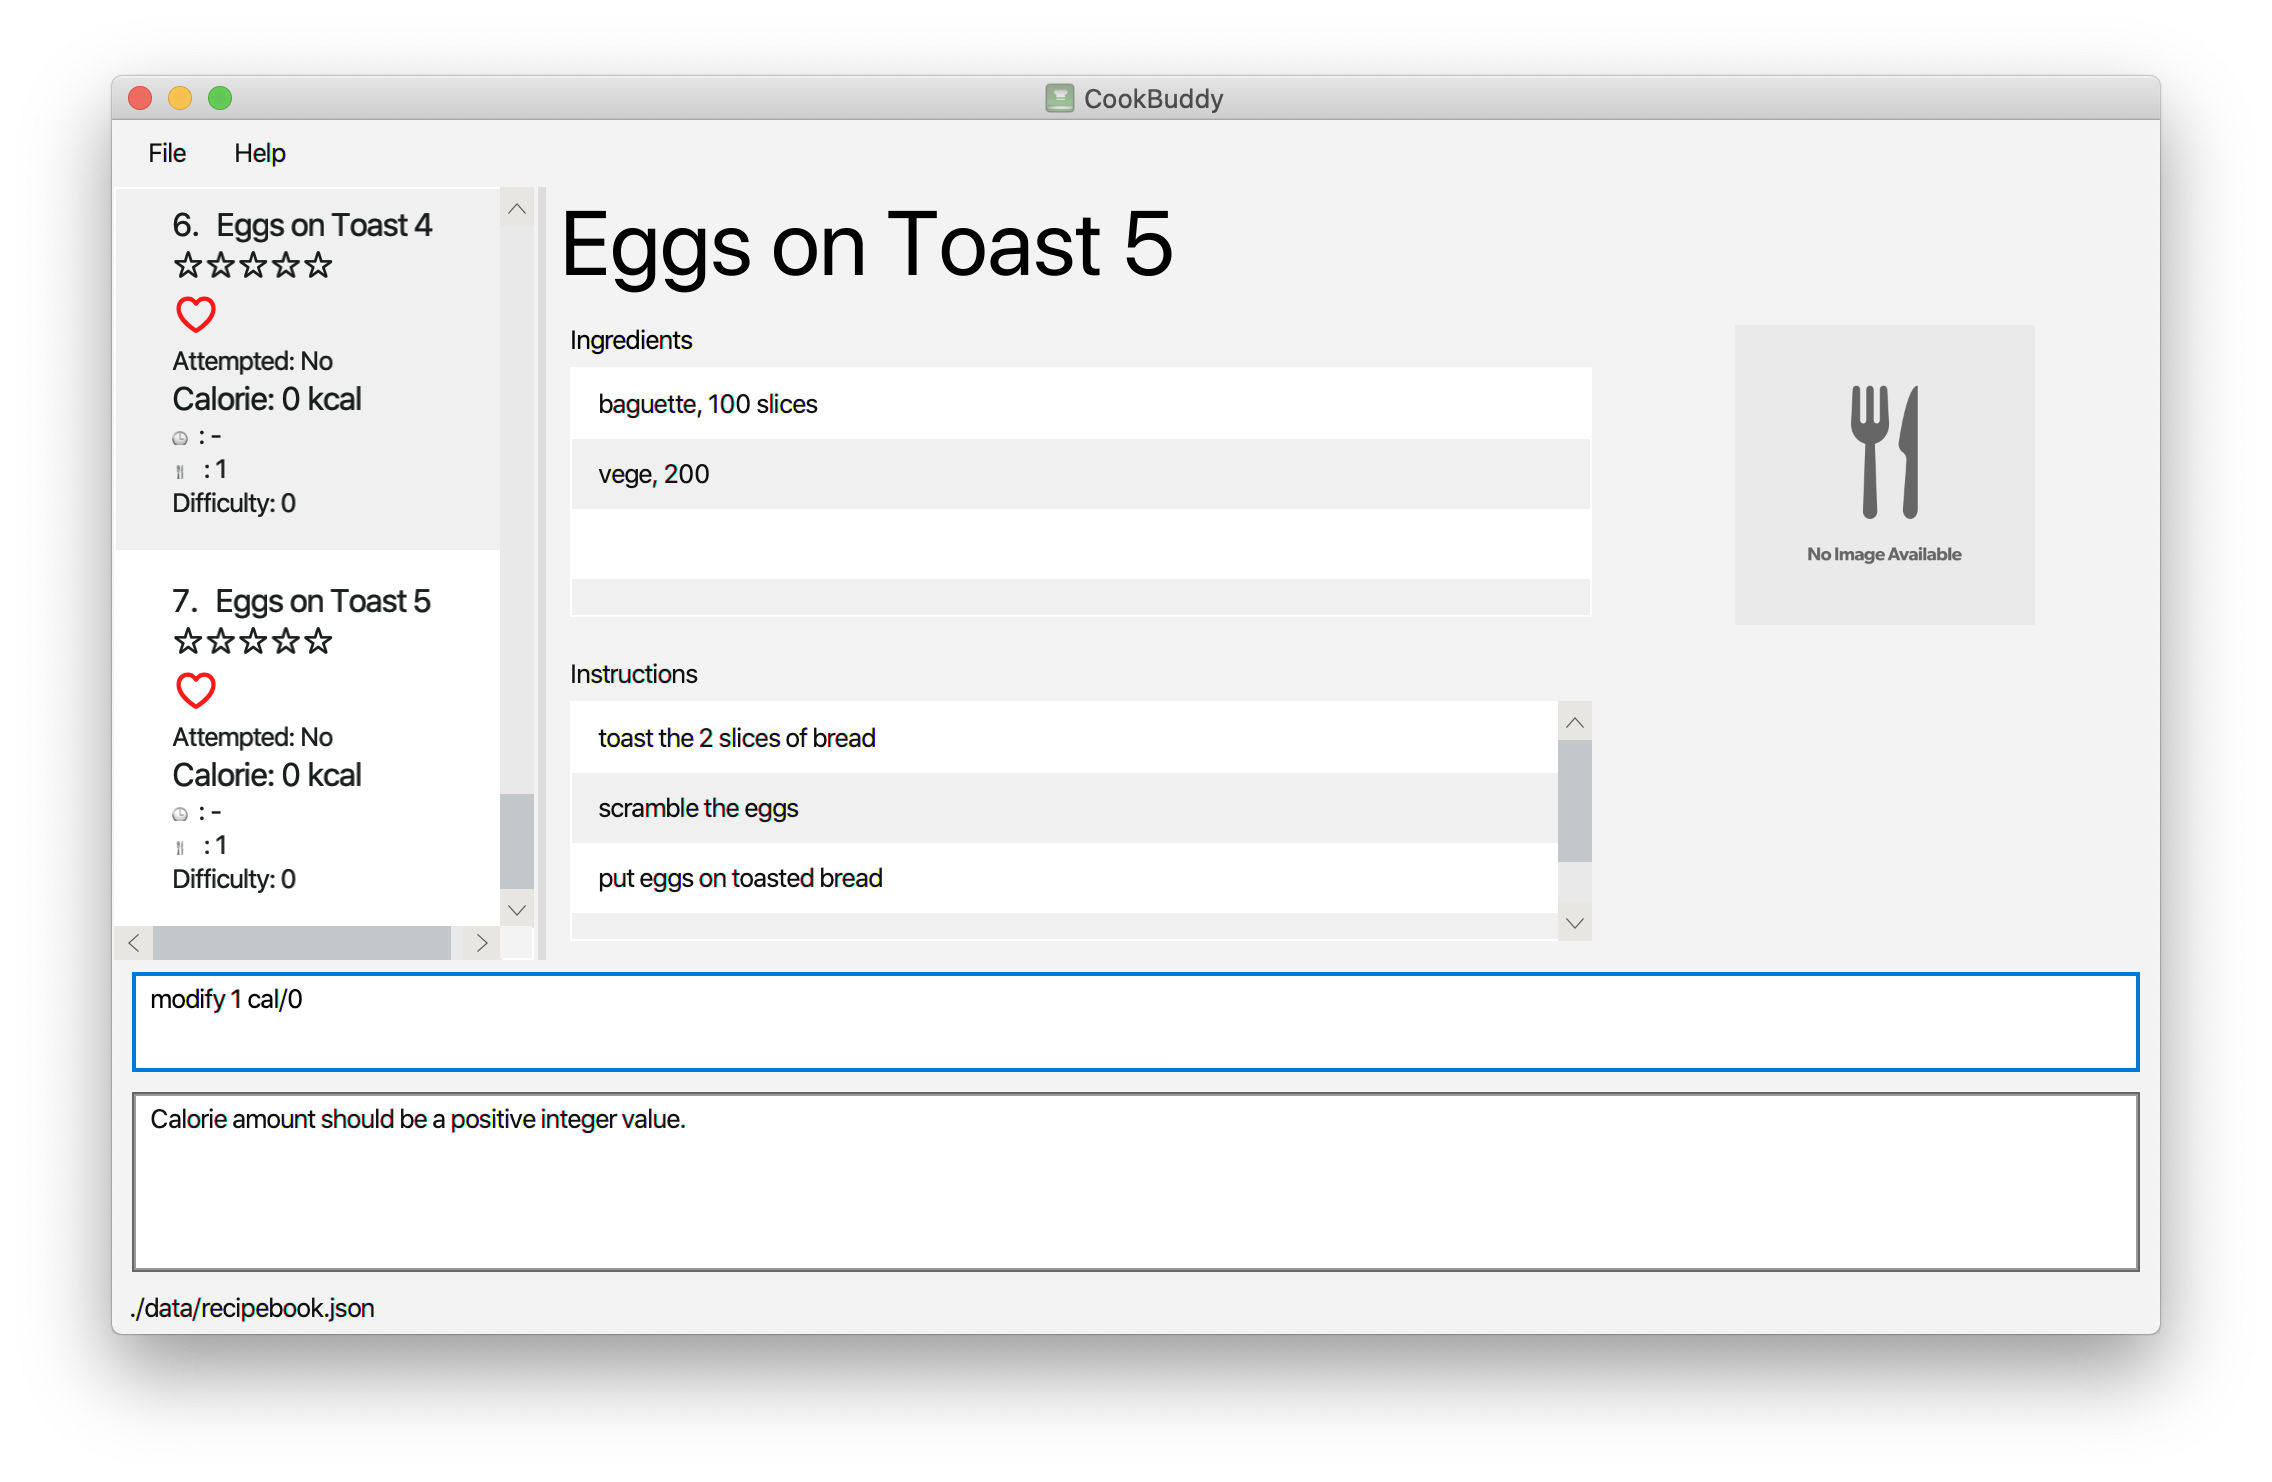 CookBuddy
File Help
6. Eggs on Toast 4
Attempted: No
Calorie: 0 kcal
: -
: 1
Difficulty: 0
7. Eggs on Toast 5
Attempted: No
Calorie: 0 kcal
: -
: 1
Difficulty: 0
Eggs on Toast 5
Ingredients
baguette, 100 slices
vege, 200
No Image Available
Instructions
toast the 2 slices of bread
scramble the eggs
put eggs on toasted bread
modify 1 cal/0
Calorie amount should be a positive integer value.
./data/recipebook.json